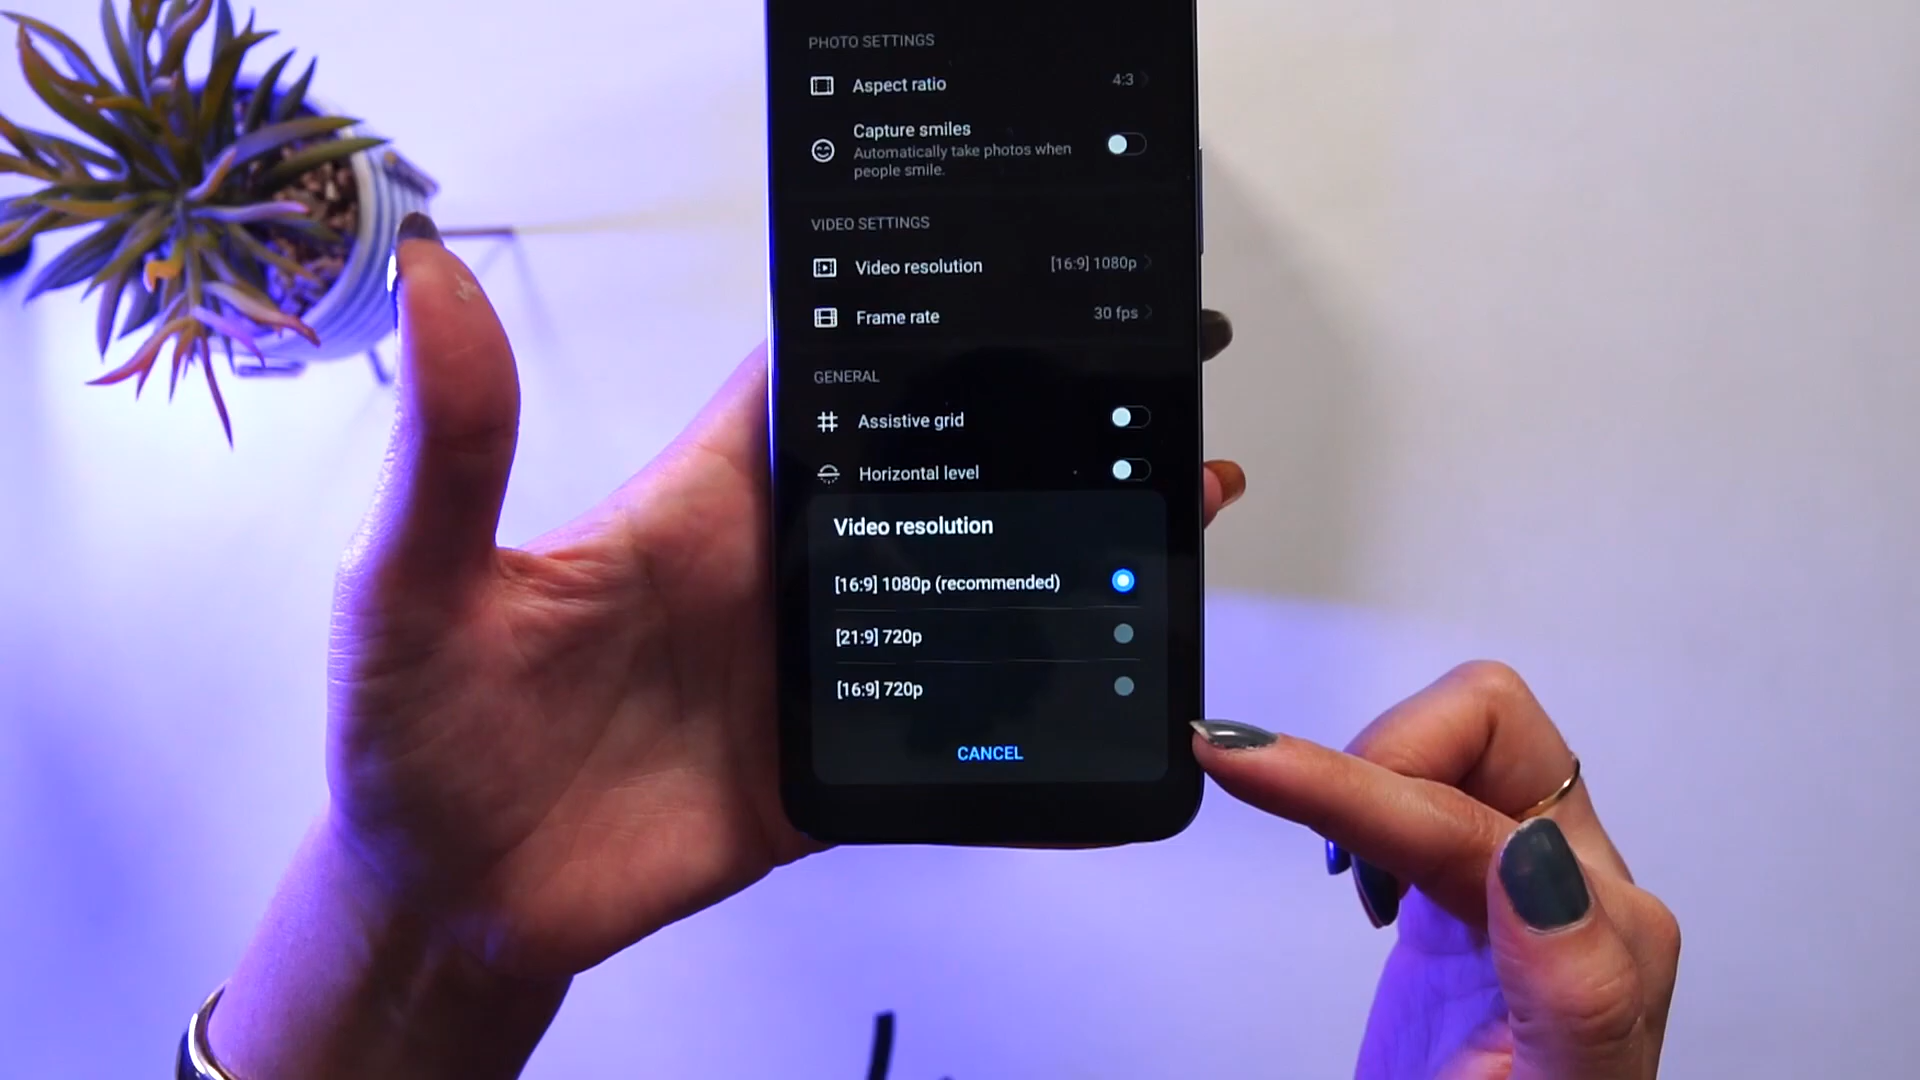 PHOTO SETTINGS
Aspect ratio 4:3
Capture smiles
Automatically take photos when
people smile.
VIDEO SETTINGS
Video resolution [16:9] 1080p
Frame rate 30 fps
GENERAL
Assistive grid
Horizontal level
Video resolution
[16:9] 1080p (recommended)
[21:9] 720p
[16:9] 720p
CANCEL